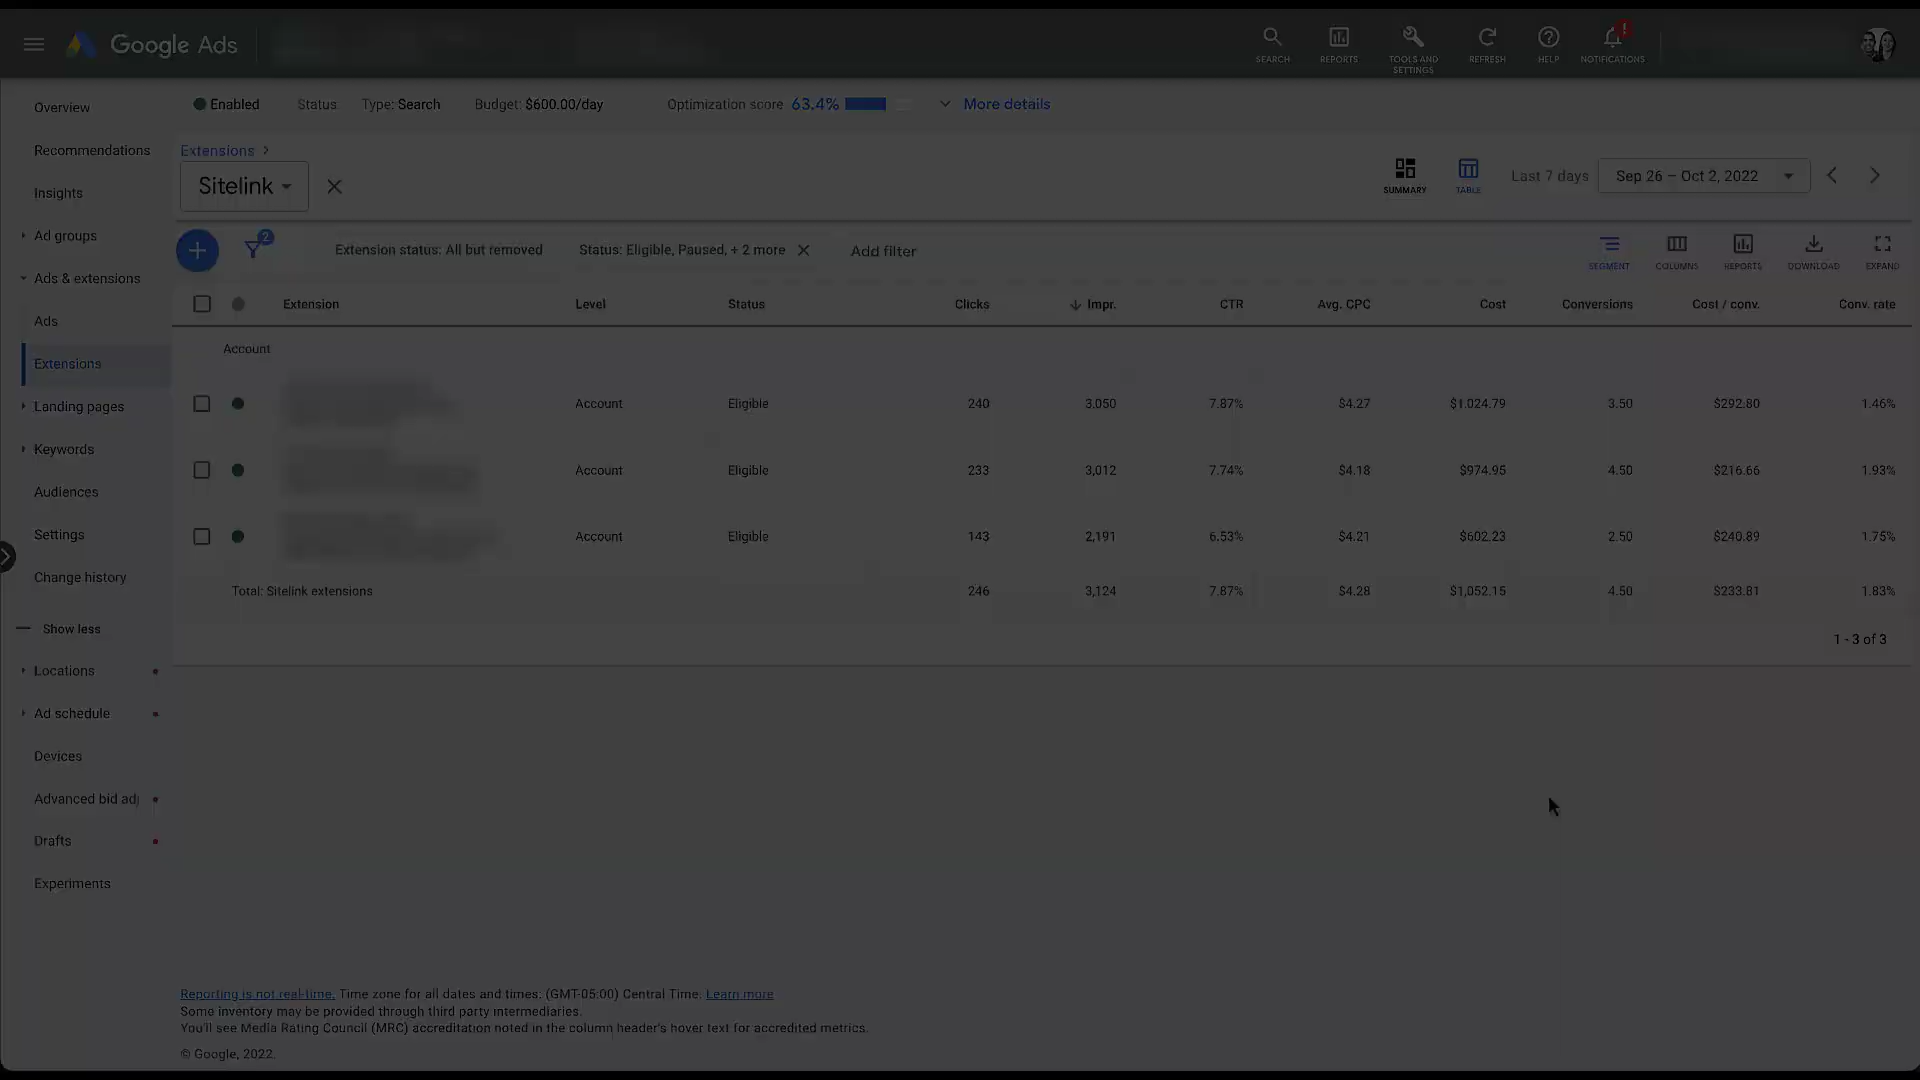 Google Ads
SEARCH
REPORTS
TOOLS AND SETTINGS
REFRESH
HELP
!
NOTIFICATIONS
Overview
Recommendations
Insights
Ad groups
Ads & extensions
Ads
Extensions
Landing pages
Keywords
Audiences
Settings
Change history
Show less
Locations
Ad schedule
Devices
Advanced bid adj
Drafts
Experiments
Enabled Status Type: Search Budget: $600.00/day Optimization score 63.4% More details
Extensions
Sitelink
SUMMARY
TABLE
Last 7 days Sep 26 – Oct 2, 2022
2
Extension status: All but removed Status: Eligible, Paused, + 2 more Add filter
SEGMENT
COLUMNS
REPORTS
DOWNLOAD
EXPAND
Extension Level Status Clicks Impr. CTR Avg. CPC Cost Conversions Cost / conv. Conv. rate
Account
Account Eligible 240 3,050 7.87% $4.27 $1,024.79 3.50 $292.80 1.46%
Account Eligible 233 3,012 7.74% $4.18 $974.95 4.50 $216.66 1.93%
Account Eligible 143 2,191 6.53% $4.21 $602.23 2.50 $240.89 1.75%
Total: Sitelink extensions 246 3,124 7.87% $4.28 $1,052.15 4.50 $233.81 1.83%
1 - 3 of 3
Reporting is not real-time. Time zone for all dates and times: (GMT-05:00) Central Time. Learn more
Some inventory may be provided through third party intermediaries.
You'll see Media Rating Council (MRC) accreditation noted in the column header's hover text for accredited metrics.
© Google, 2022.